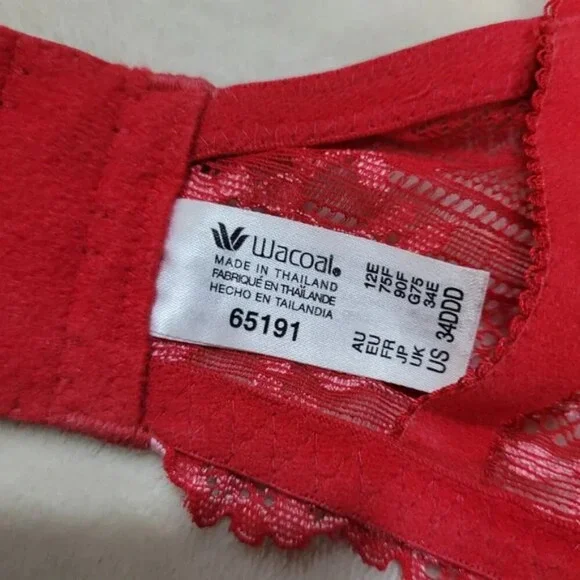 Wacoal®
MADE IN THAILAND
FABRIQUÉ EN THAÏLANDE
HECHO EN TAILANDIA
65191
AU 12E
EU 75F
FR 90F
JP G75
UK 34E
US 34DDD